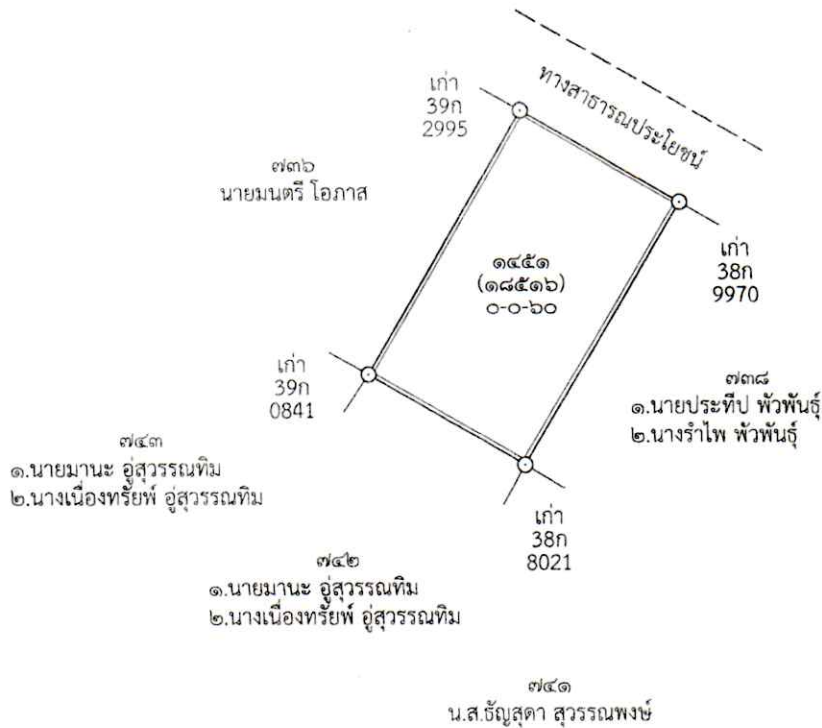 ทางสาธารณประโยชน์
เก่า
39ก
2995
๗๓๖
นายมนตรี โอภาส
๑๔๕๑
(๑๘๕๑๖)
๐-๐-๖๐
เก่า
38ก
9970
เก่า
39ก
0841
๗๓๘
๑.นายประทีป พัวพันธุ์
๒.นางรำไพ พัวพันธุ์
๗๔๓
๑.นายมานะ อู่สุวรรณทิม
๒.นางเนื่องทรัยพ์ อู่สุวรรณทิม
เก่า
38ก
8021
๗๔๒
๑.นายมานะ อู่สุวรรณทิม
๒.นางเนื่องทรัยพ์ อู่สุวรรณทิม
๗๔๑
น.ส.ธัญสุดา สุวรรณพงษ์